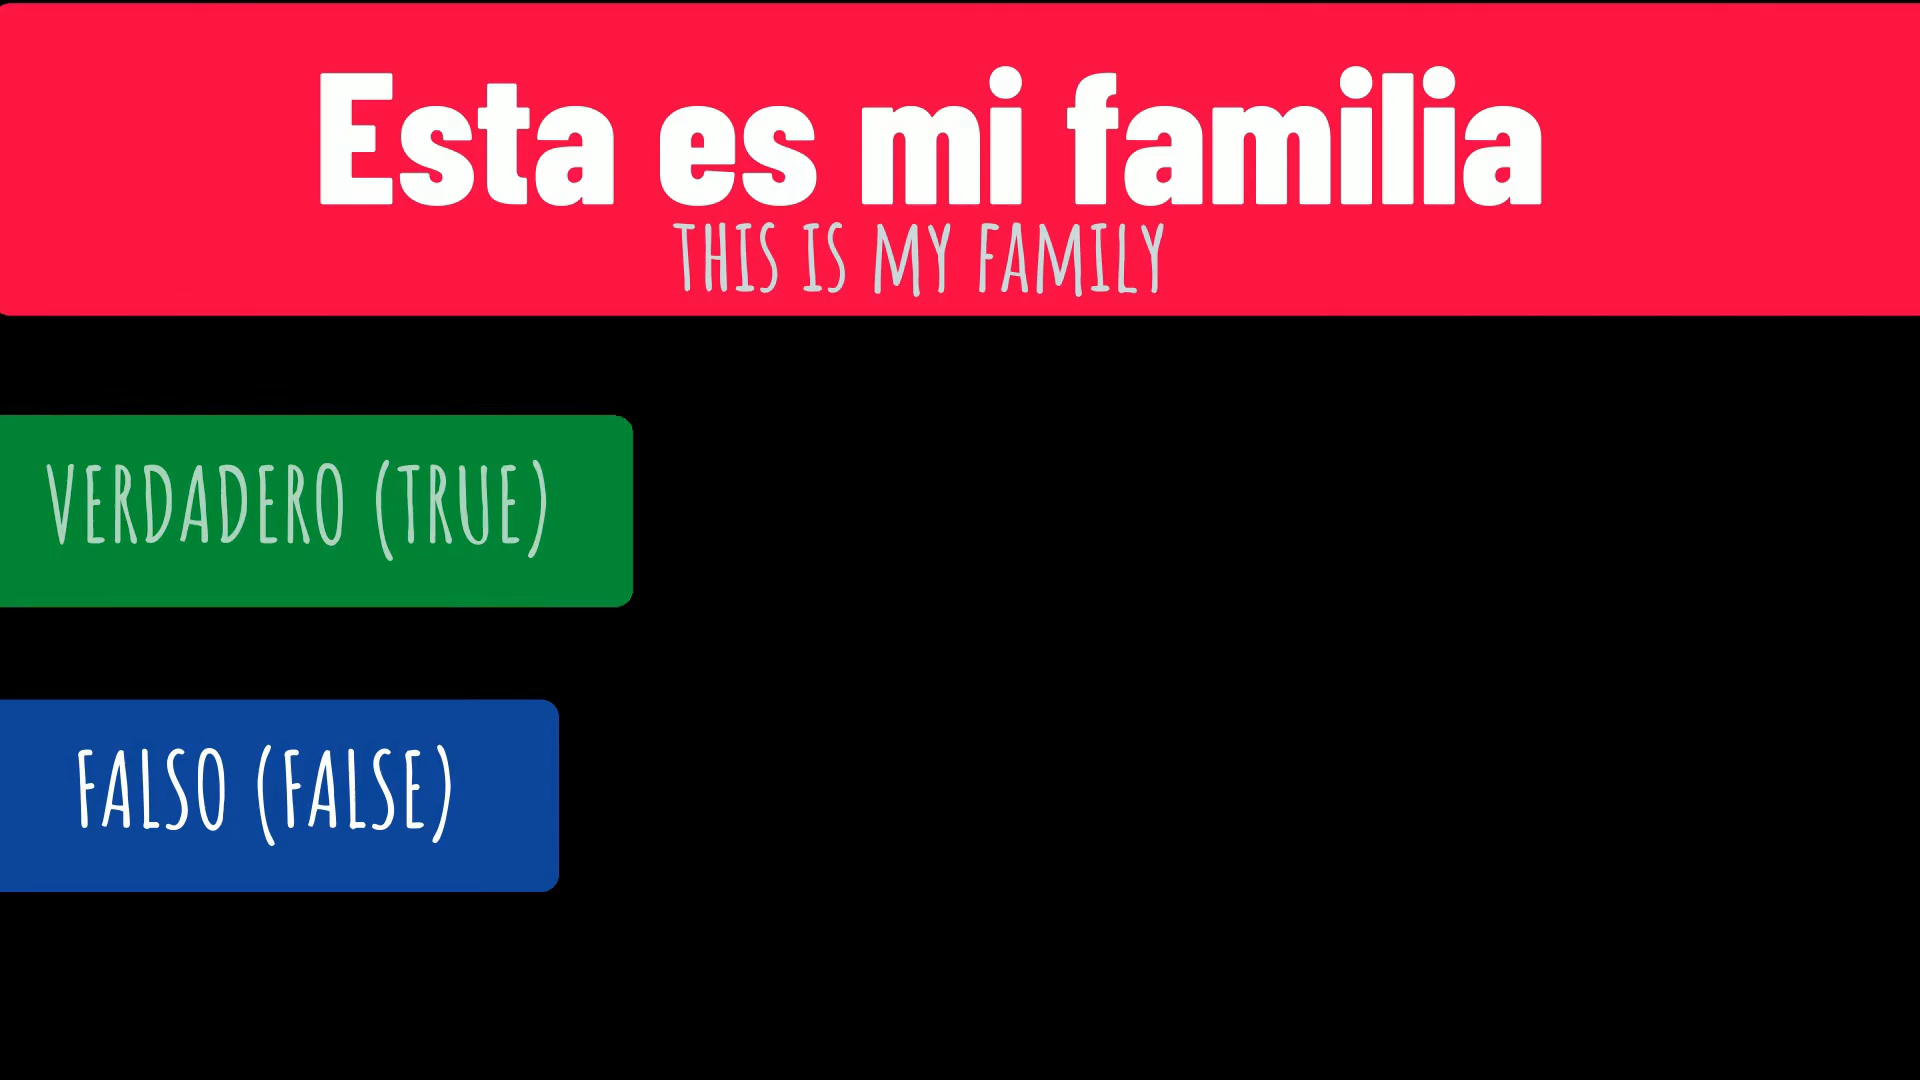 Esta es mi familia
THIS IS MY FAMILY
VERDADERO (TRUE)
FALSO (FALSE)